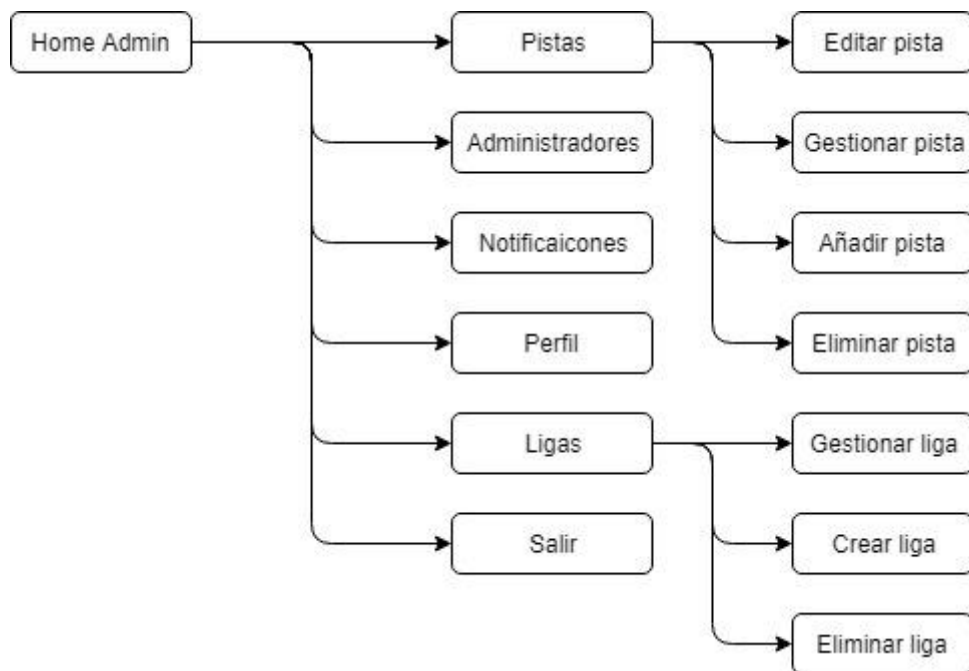 Home Admin
Pistas
Editar pista
Administradores
Gestionar pista
Notificaicones
Añadir pista
Perfil
Eliminar pista
Ligas
Gestionar liga
Salir
Crear liga
Eliminar liga